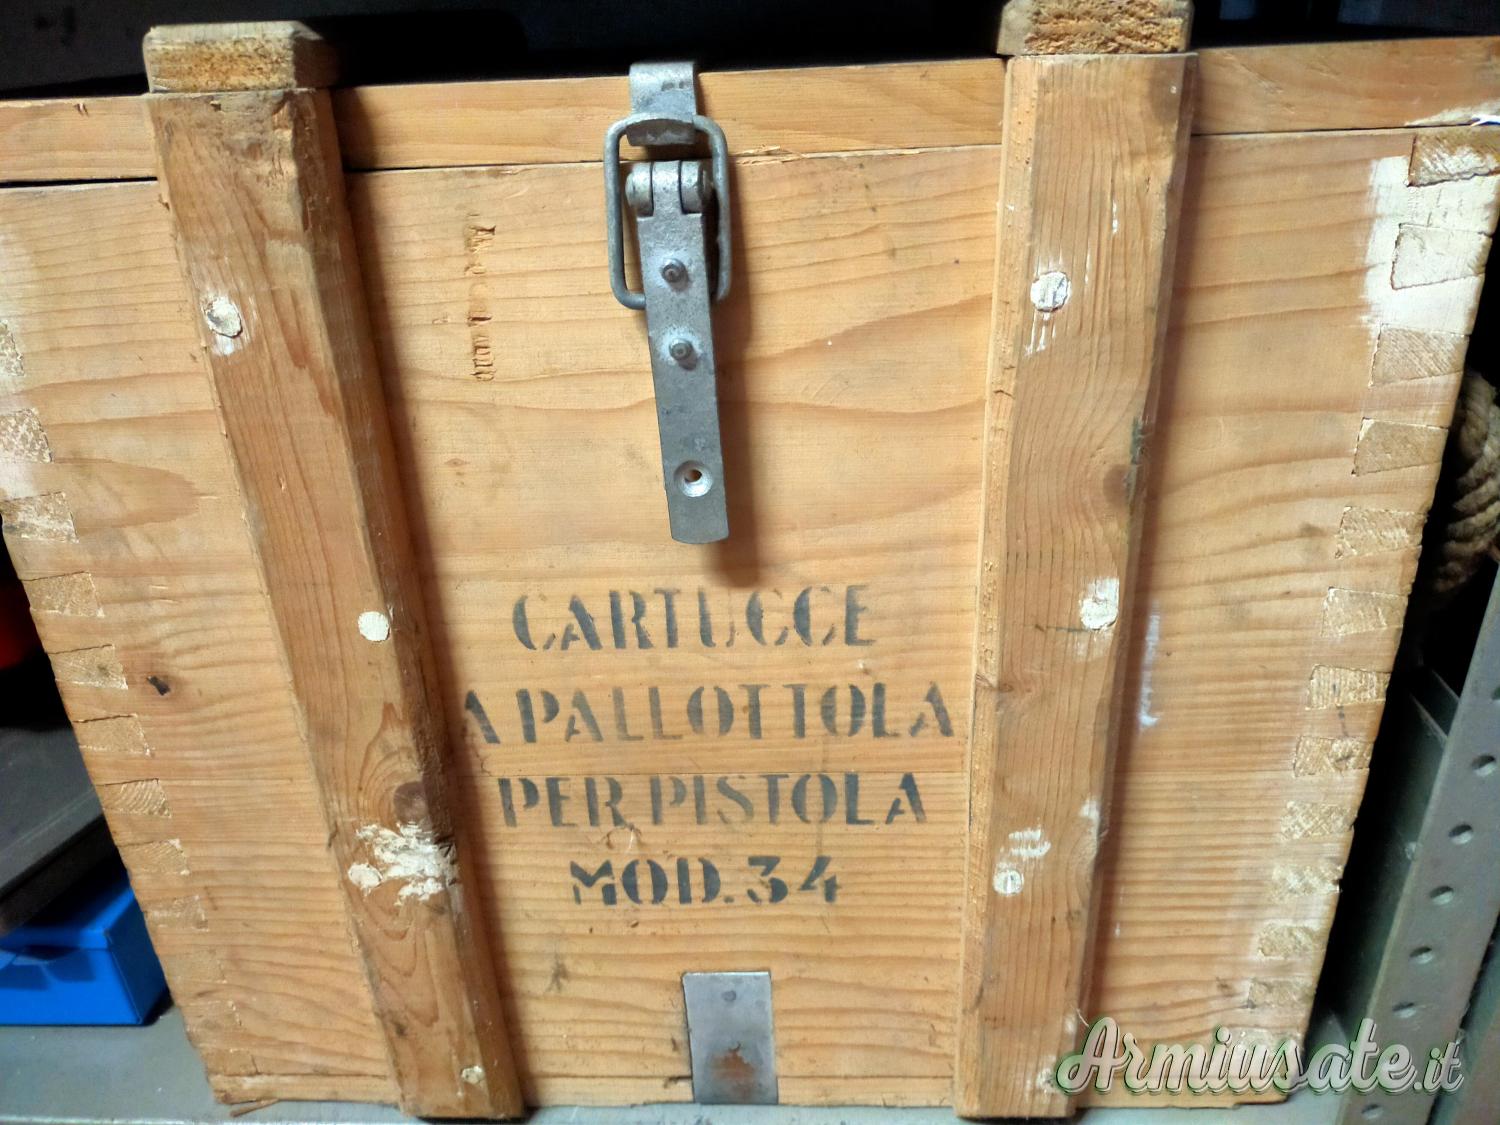 CARTUCCE
A PALLOTTOLA
PER PISTOLA
MOD. 34
Armiusate.it